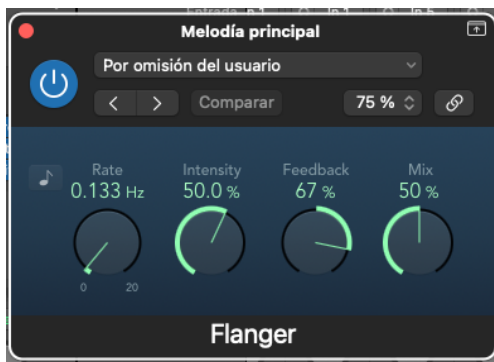 Melodía principal
Por omisión del usuario
Comparar
75 %
Rate
Intensity
Feedback
Mix
0.133 Hz
50.0 %
67 %
50 %
0
20
Flanger